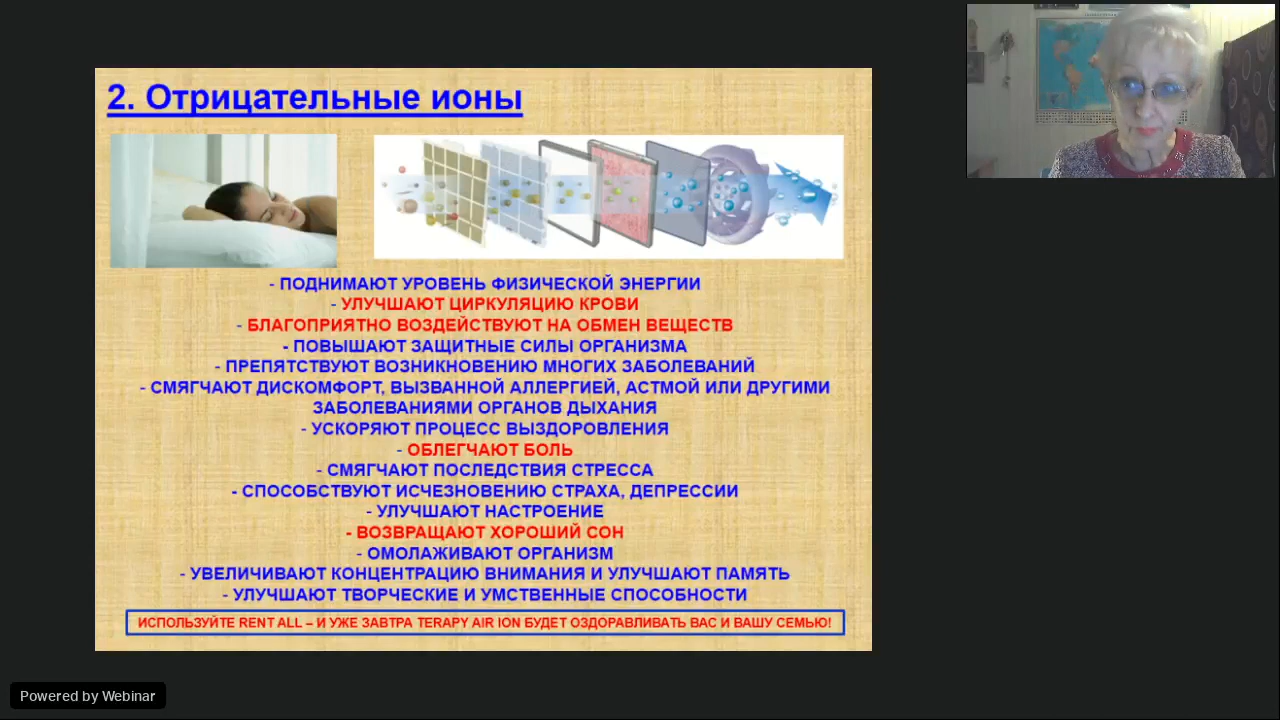 2. Отрицательные ионы
- ПОДНИМАЮТ УРОВЕНЬ ФИЗИЧЕСКОЙ ЭНЕРГИИ
- УЛУЧШАЮТ ЦИРКУЛЯЦИЮ КРОВИ
- БЛАГОПРИЯТНО ВОЗДЕЙСТВУЮТ НА ОБМЕН ВЕЩЕСТВ
- ПОВЫШАЮТ ЗАЩИТНЫЕ СИЛЫ ОРГАНИЗМА
- ПРЕПЯТСТВУЮТ ВОЗНИКНОВЕНИЮ МНОГИХ ЗАБОЛЕВАНИЙ
- СМЯГЧАЮТ ДИСКОМФОРТ, ВЫЗВАННОЙ АЛЛЕРГИЕЙ, АСТМОЙ ИЛИ ДРУГИМИ
ЗАБОЛЕВАНИЯМИ ОРГАНОВ ДЫХАНИЯ
- УСКОРЯЮТ ПРОЦЕСС ВЫЗДОРОВЛЕНИЯ
- ОБЛЕГЧАЮТ БОЛЬ
- СМЯГЧАЮТ ПОСЛЕДСТВИЯ СТРЕССА
- СПОСОБСТВУЮТ ИСЧЕЗНОВЕНИЮ СТРАХА, ДЕПРЕССИИ
- УЛУЧШАЮТ НАСТРОЕНИЕ
- ВОЗВРАЩАЮТ ХОРОШИЙ СОН
- ОМОЛАЖИВАЮТ ОРГАНИЗМ
- УВЕЛИЧИВАЮТ КОНЦЕНТРАЦИЮ ВНИМАНИЯ И УЛУЧШАЮТ ПАМЯТЬ
- УЛУЧШАЮТ ТВОРЧЕСКИЕ И УМСТВЕННЫЕ СПОСОБНОСТИ
ИСПОЛЬЗУЙТЕ RENT ALL – И УЖЕ ЗАВТРА TERAPY AIR ION БУДЕТ ОЗДОРАВЛИВАТЬ ВАС И ВАШУ СЕМЬЮ!
Powered by Webinar